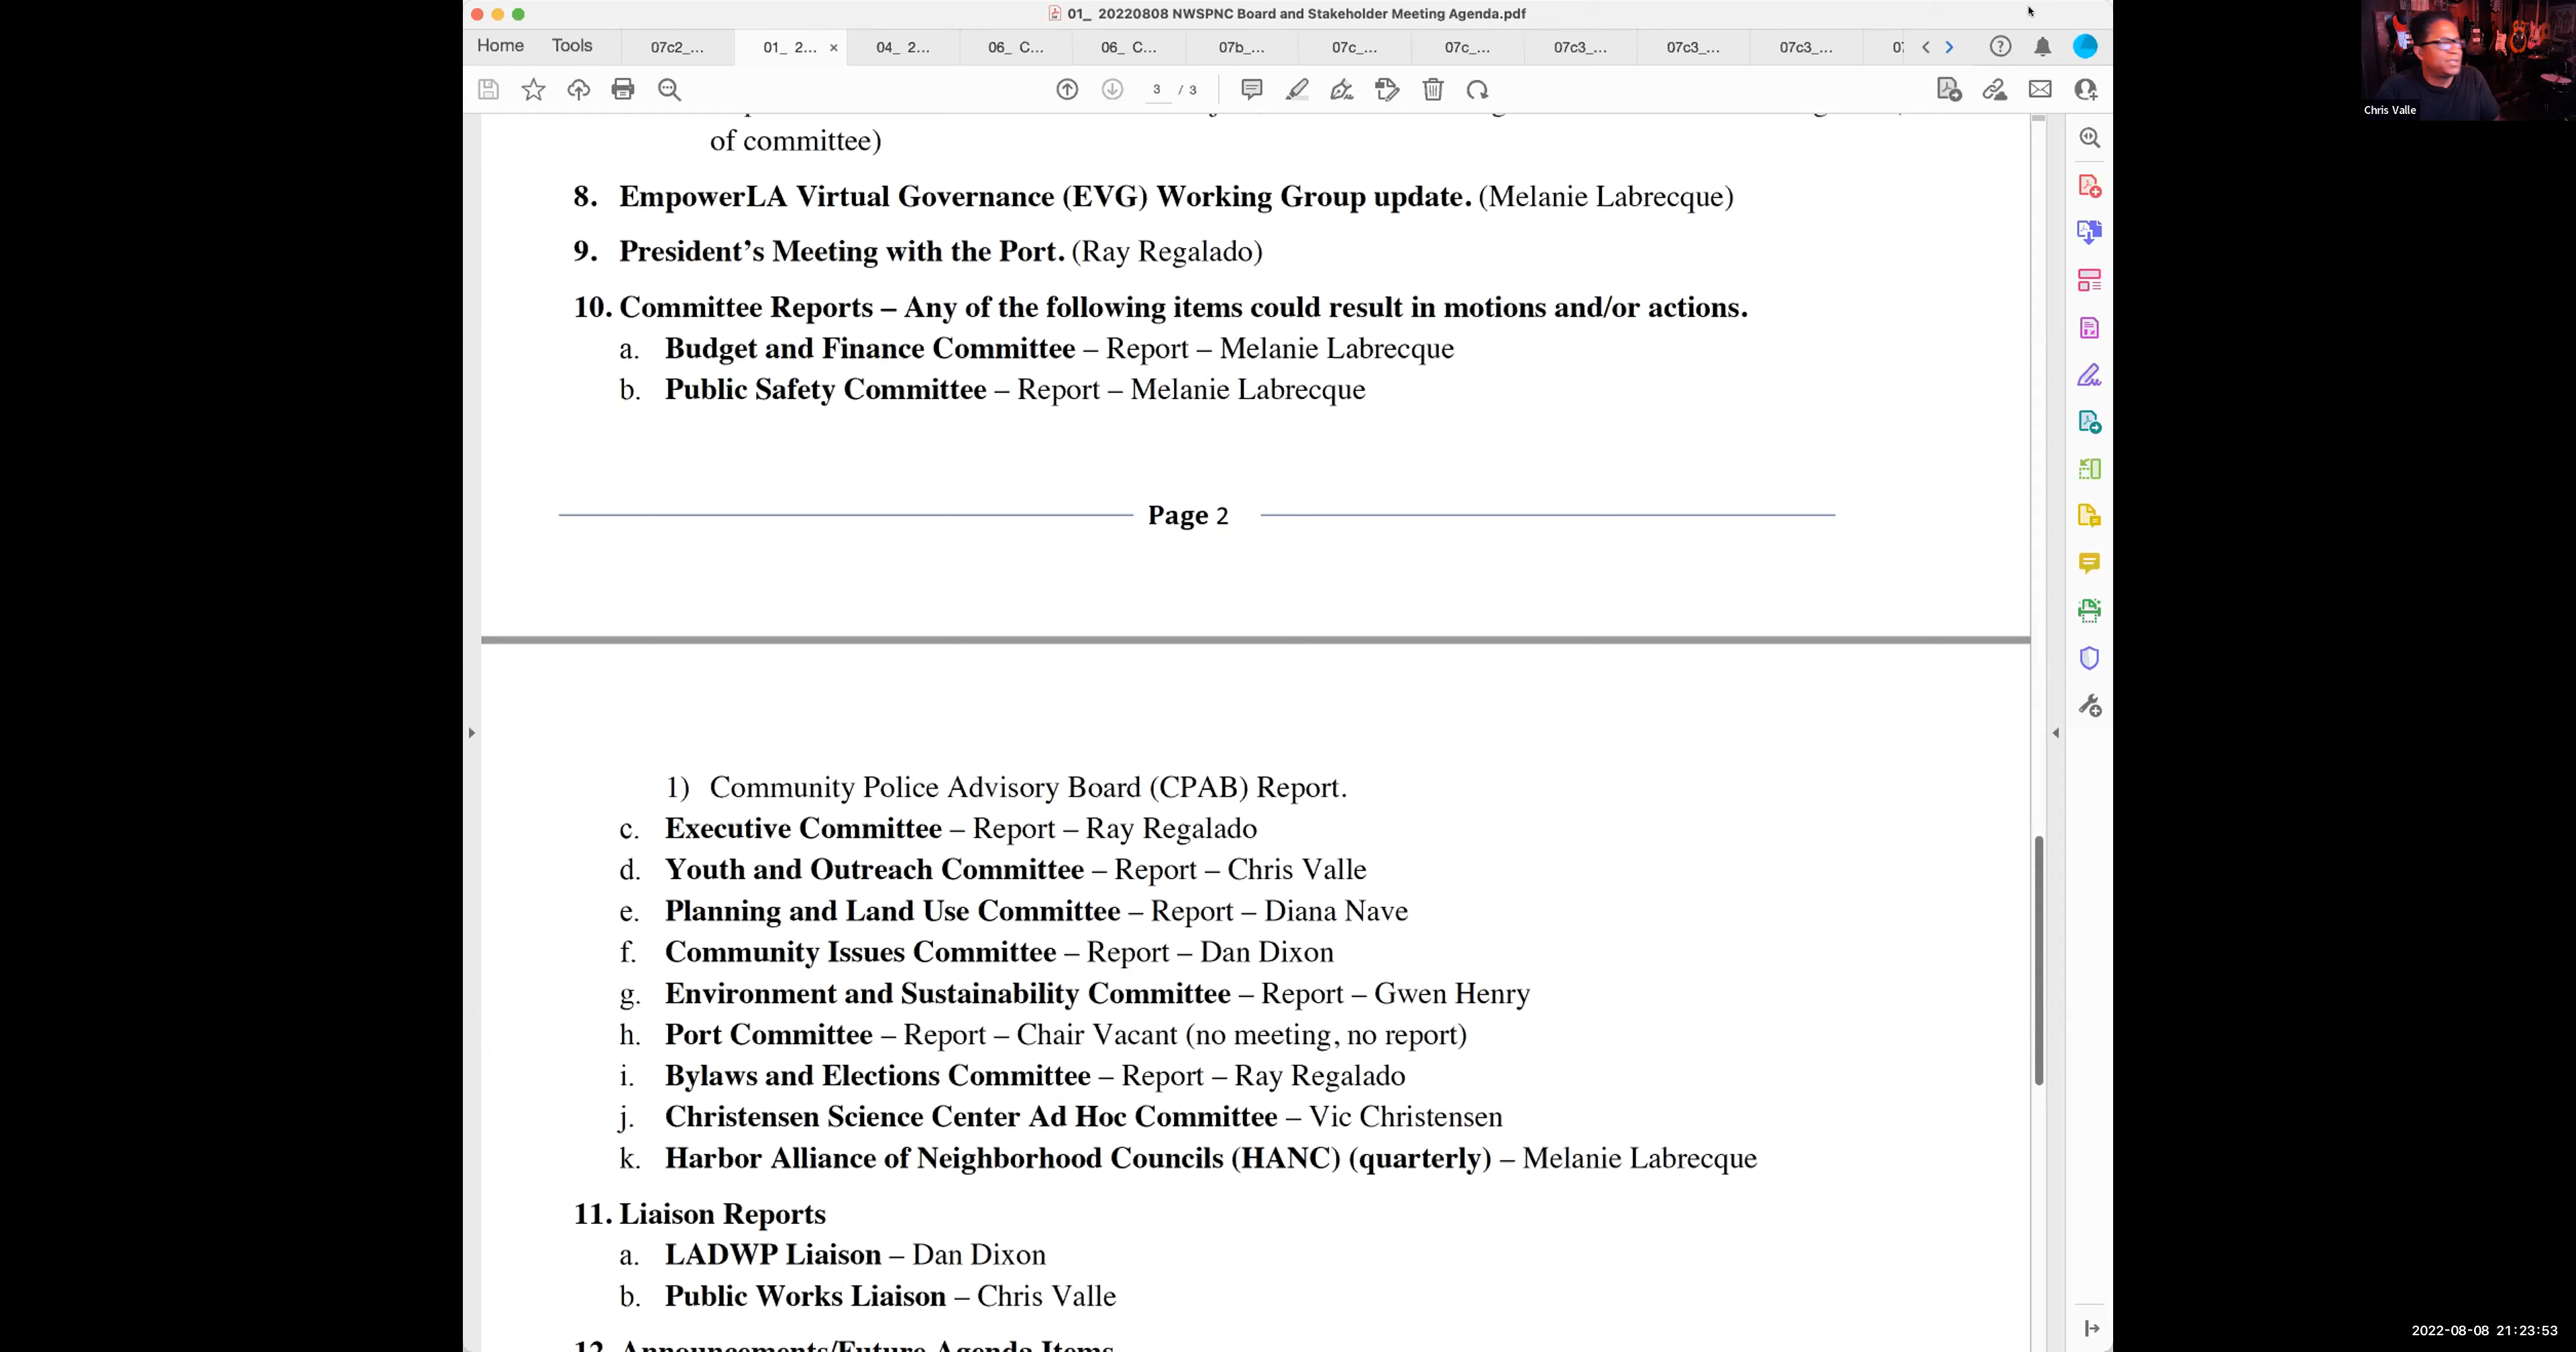 01_ 20220808 NWSPNC Board and Stakeholder Meeting Agenda.pdf
Home Tools 07c2_... 01_ 2... × 04_ 2... 06_ C... 06_ C... 07b_... 07c_... 07c_... 07c3_... 07c3_... 07c3_...
3 / 3
Chris Valle
of committee)
8. EmpowerLA Virtual Governance (EVG) Working Group update. (Melanie Labrecque)
9. President’s Meeting with the Port. (Ray Regalado)
10. Committee Reports – Any of the following items could result in motions and/or actions.
a. Budget and Finance Committee – Report – Melanie Labrecque
b. Public Safety Committee – Report – Melanie Labrecque
Page 2
1) Community Police Advisory Board (CPAB) Report.
c. Executive Committee – Report – Ray Regalado
d. Youth and Outreach Committee – Report – Chris Valle
e. Planning and Land Use Committee – Report – Diana Nave
f. Community Issues Committee – Report – Dan Dixon
g. Environment and Sustainability Committee – Report – Gwen Henry
h. Port Committee – Report – Chair Vacant (no meeting, no report)
i. Bylaws and Elections Committee – Report – Ray Regalado
j. Christensen Science Center Ad Hoc Committee – Vic Christensen
k. Harbor Alliance of Neighborhood Councils (HANC) (quarterly) – Melanie Labrecque
11. Liaison Reports
a. LADWP Liaison – Dan Dixon
b. Public Works Liaison – Chris Valle
12. Announcements/Future Agenda Items
2022-08-08 21:23:53